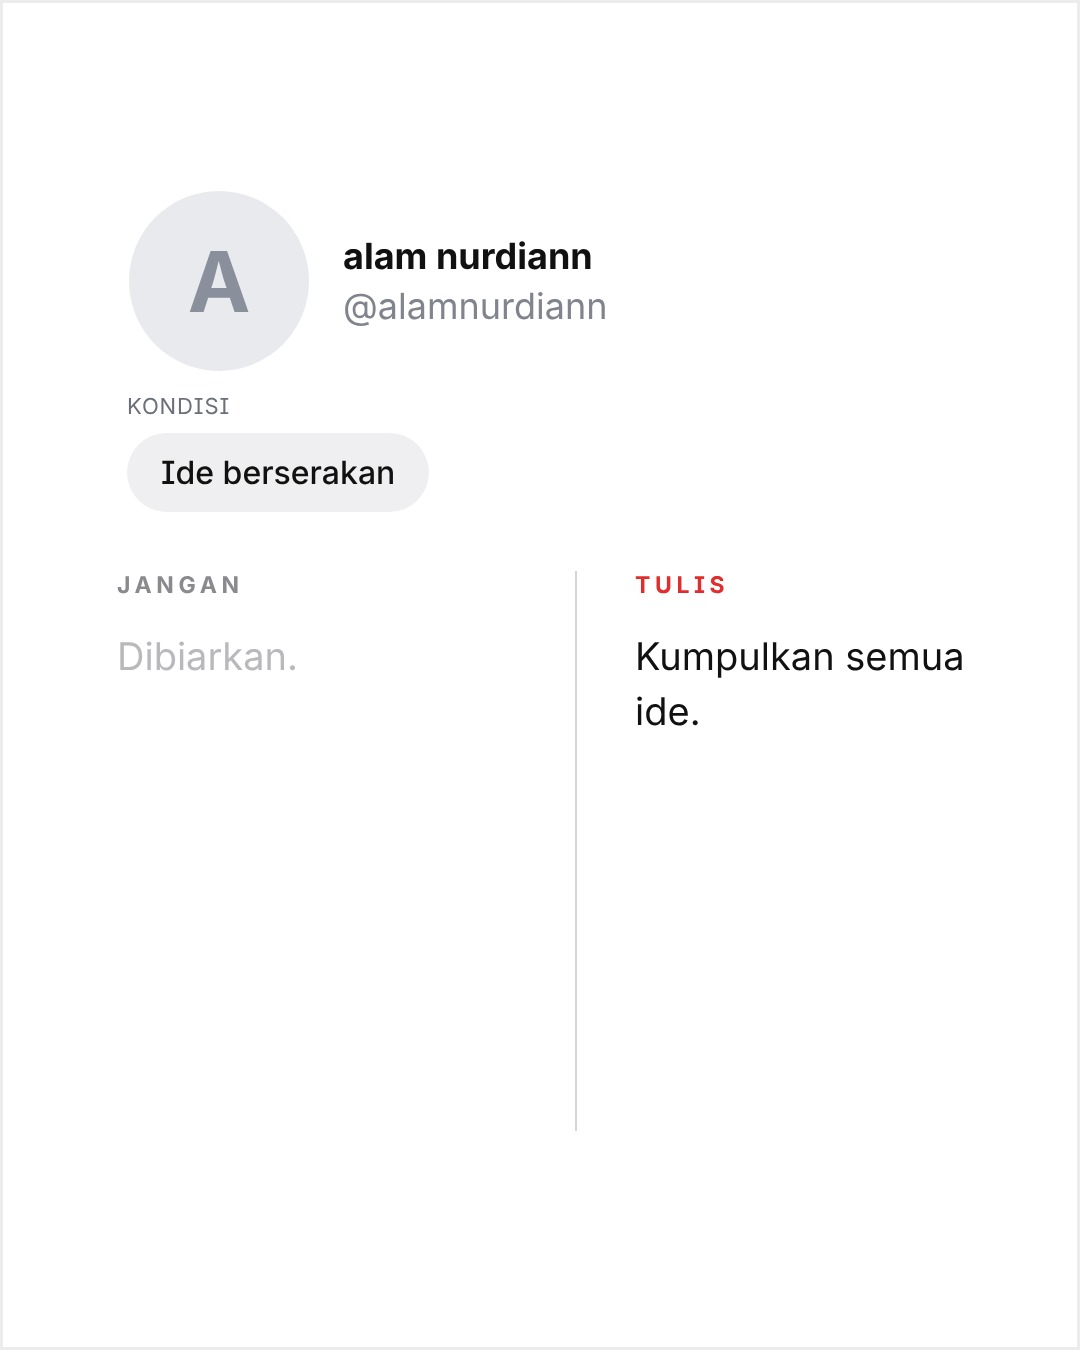 A
alam nurdiann
@alamnurdiann
KONDISI
Ide berserakan
JANGAN
Dibiarkan.
TULIS
Kumpulkan semua
ide.